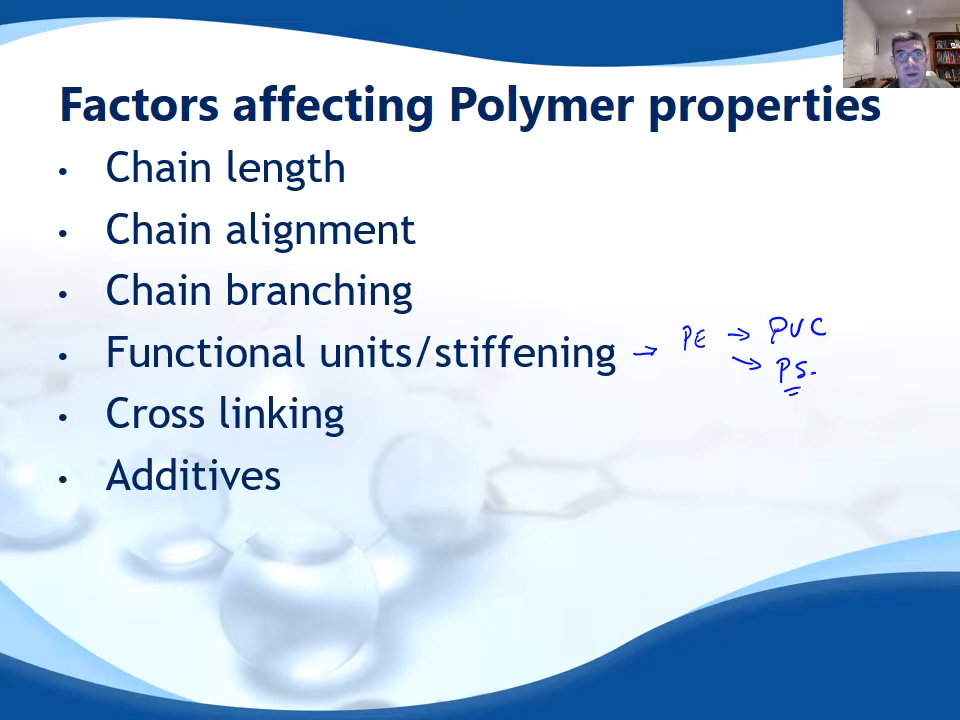 Factors affecting Polymer properties
• Chain length
• Chain alignment
• Chain branching
• Functional units/stiffening → PE → PVC
→ PS.
• Cross linking
• Additives